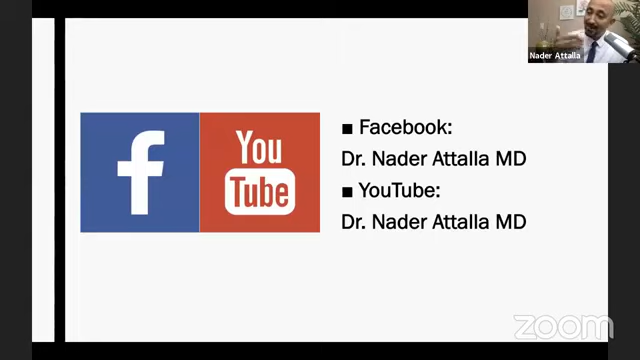 Nader Attalla
f
You
Tube
■ Facebook:
Dr. Nader Attalla MD
■ YouTube:
Dr. Nader Attalla MD
zoom